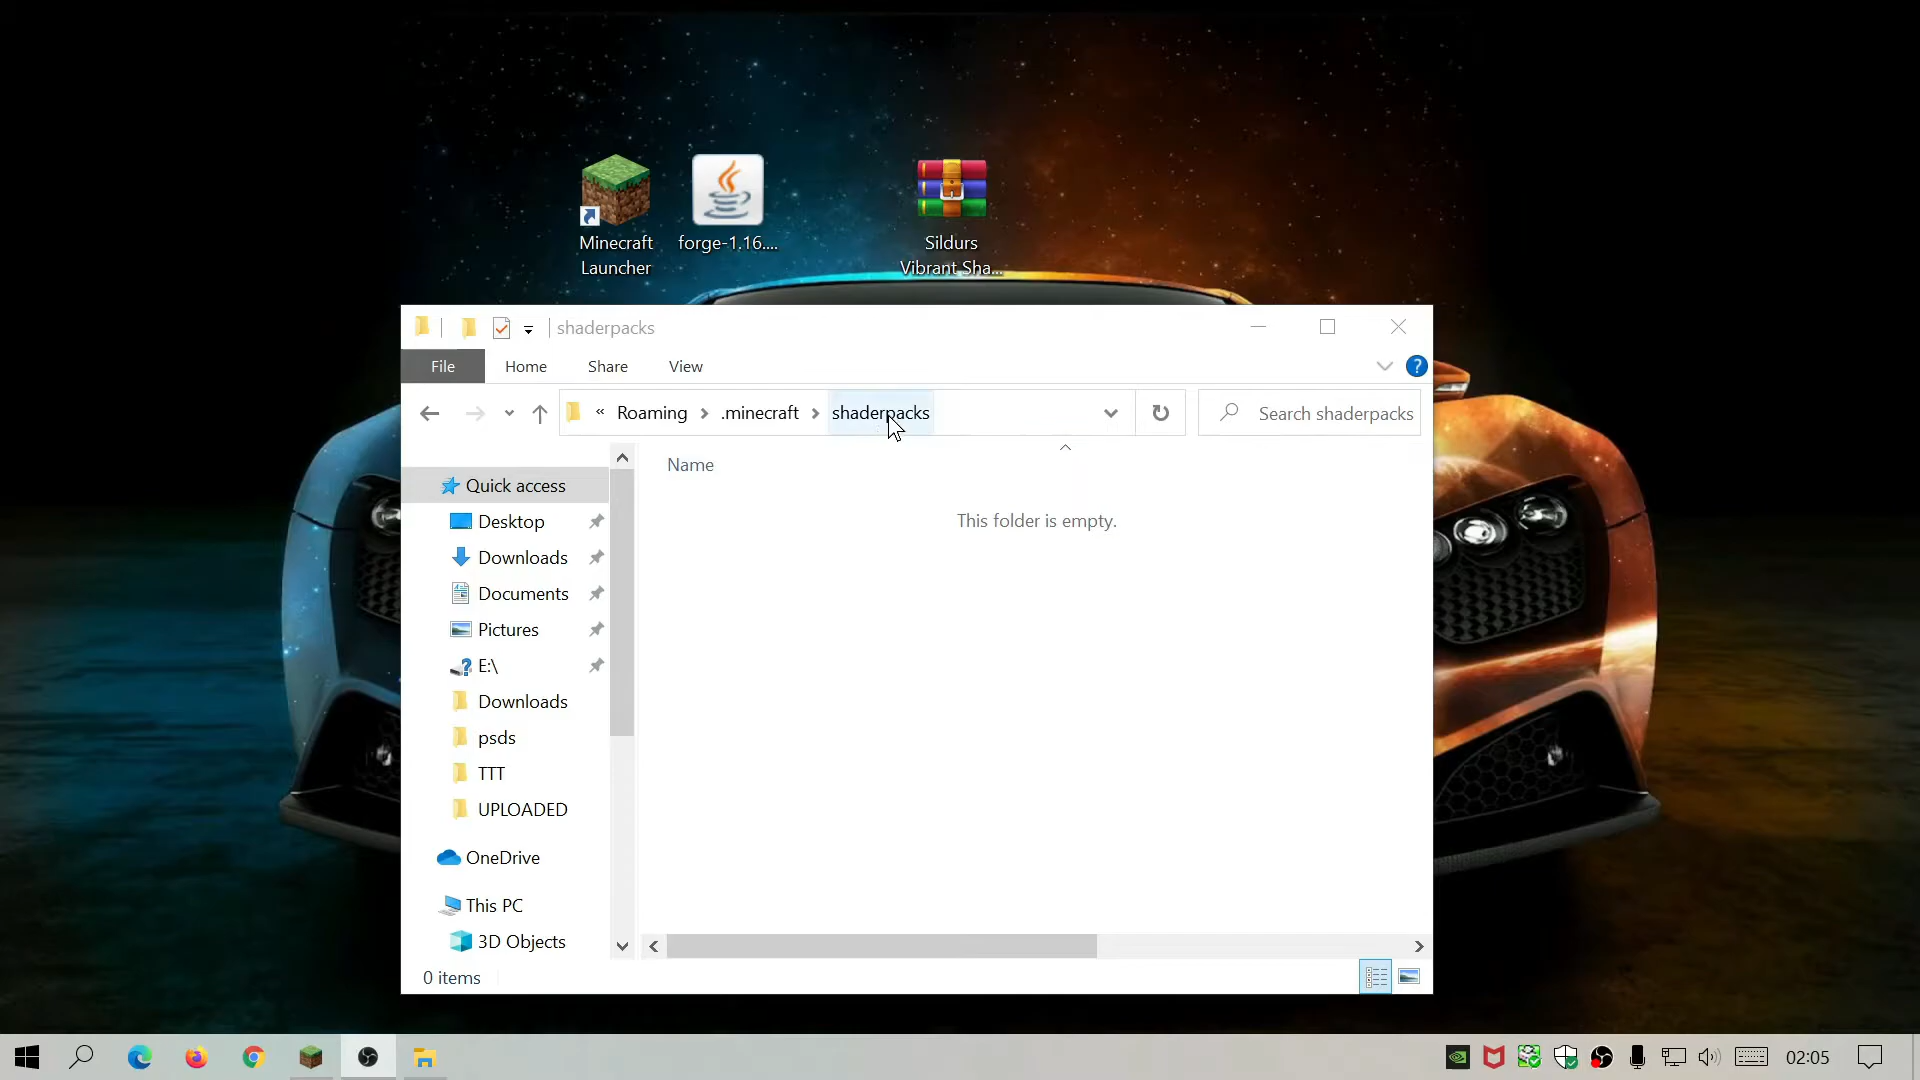 Minecraft
Launcher
forge-1.16....
Sildurs
Vibrant Sha...
shaderpacks
File
Home
Share
View
« Roaming > .minecraft > shaderpacks
Search shaderpacks
Name
This folder is empty.
Quick access
Desktop
Downloads
Documents
Pictures
E:\
Downloads
psds
TTT
UPLOADED
OneDrive
This PC
3D Objects
0 items
02:05